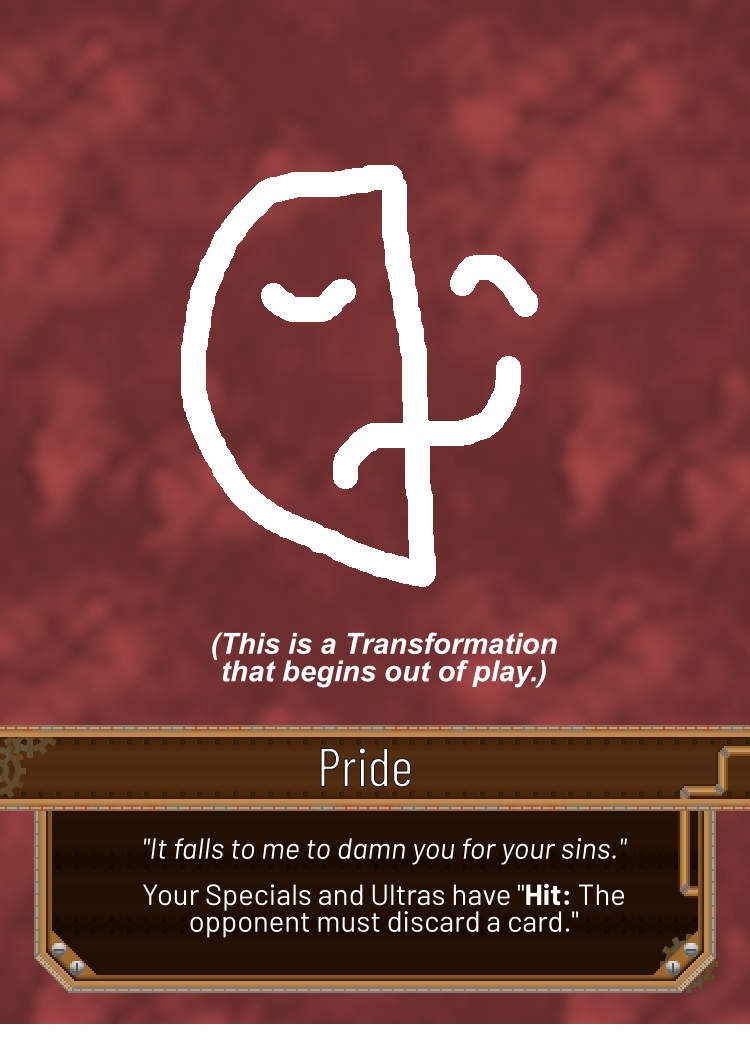 (This is a Transformation
that begins out of play.)
Pride
"It falls to me to damn you for your sins."
Your Specials and Ultras have "Hit: The
opponent must discard a card."